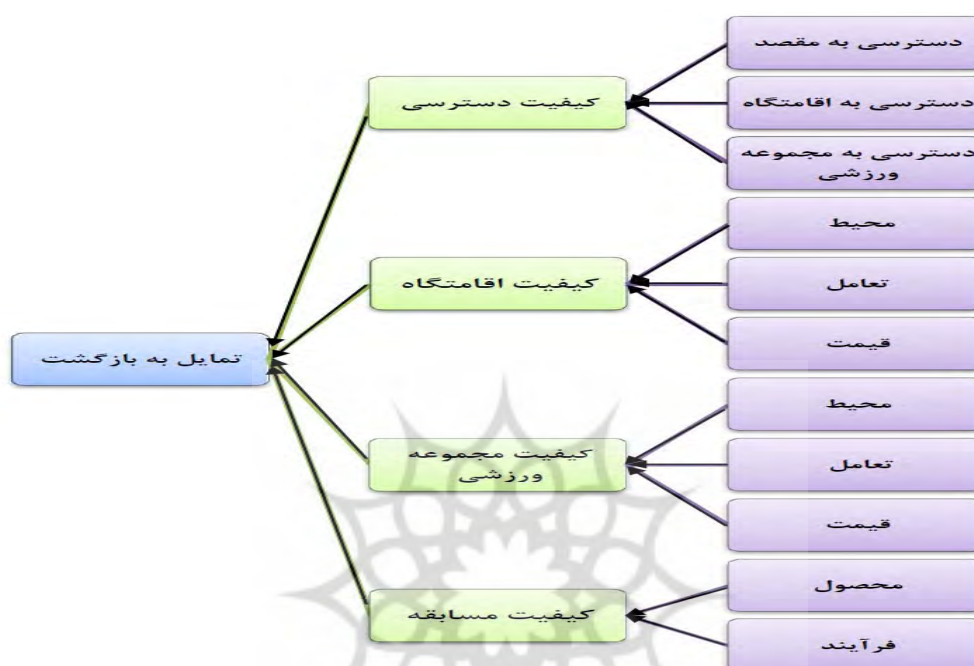 دسترسی به مقصد
دسترسی به اقامتگاه
دسترسی به مجموعه
ورزشی
کیفیت دسترسی
محیط
تعامل
قیمت
کیفیت اقامتگاه
محیط
تعامل
قیمت
کیفیت مجموعه
ورزشی
محصول
فرآیند
کیفیت مسابقه
تمایل به بازگشت